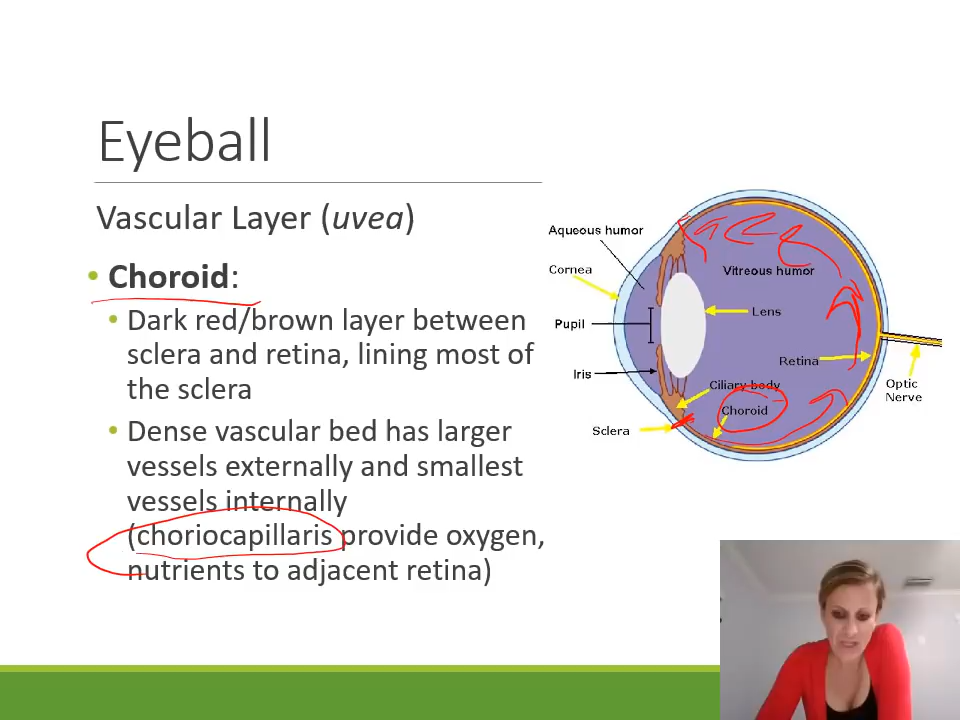 Eyeball
Vascular Layer (uvea)
• Choroid:
• Dark red/brown layer between
sclera and retina, lining most of
the sclera
• Dense vascular bed has larger
vessels externally and smallest
vessels internally
(choriocapillaris provide oxygen,
nutrients to adjacent retina)
Aqueous humor
Cornea
Vitreous humor
Pupil
Lens
Iris
Retina
Ciliary body
Optic
Nerve
Choroid
Sclera